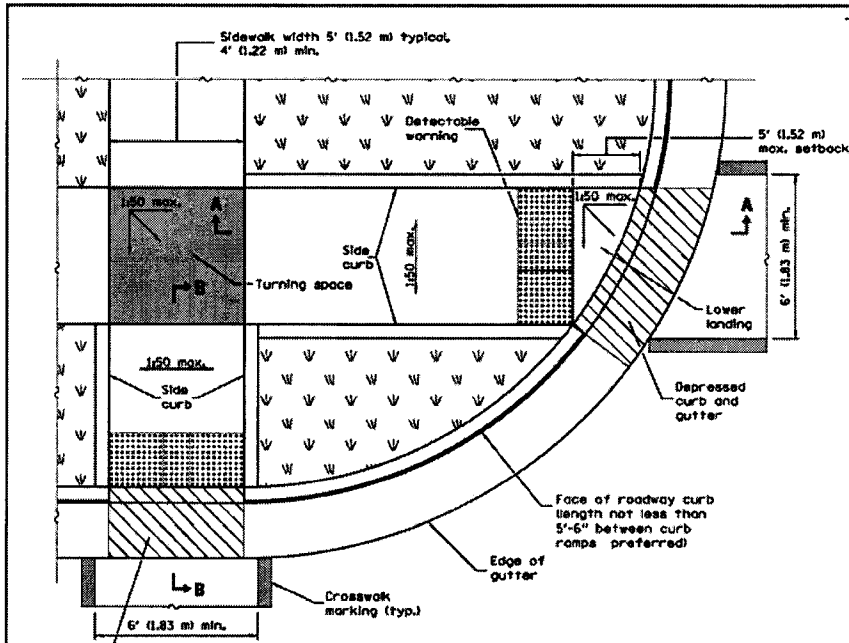 Sidewalk width 5' (1.52 m) typical,
4' (1.22 m) min.
Detectable
warning
5' (1.52 m)
max. setback
1:50 max.
A
1:50 max.
A
Side
curb
1:50 max.
6' (1.83 m) min.
Turning space
B
Lower
landing
1:50 max.
Side
curb
Depressed
curb and
gutter
Face of roadway curb
(length not less than
5'-6" between curb
ramps preferred)
Edge of
gutter
B
Crosswalk
marking (typ.)
6' (1.83 m) min.